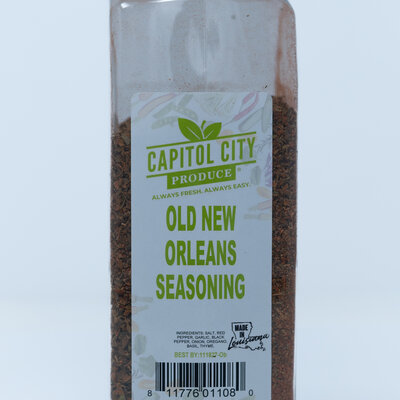 CAPITOL CITY
PRODUCE®
ALWAYS FRESH. ALWAYS EASY.
OLD NEW
ORLEANS
SEASONING
INGREDIENTS: SALT, RED
PEPPER, GARLIC, BLACK
PEPPER, ONION, OREGANO,
BASIL, THYME.
MADE
IN
Louisiana
BEST BY:
8 11776 01108 0